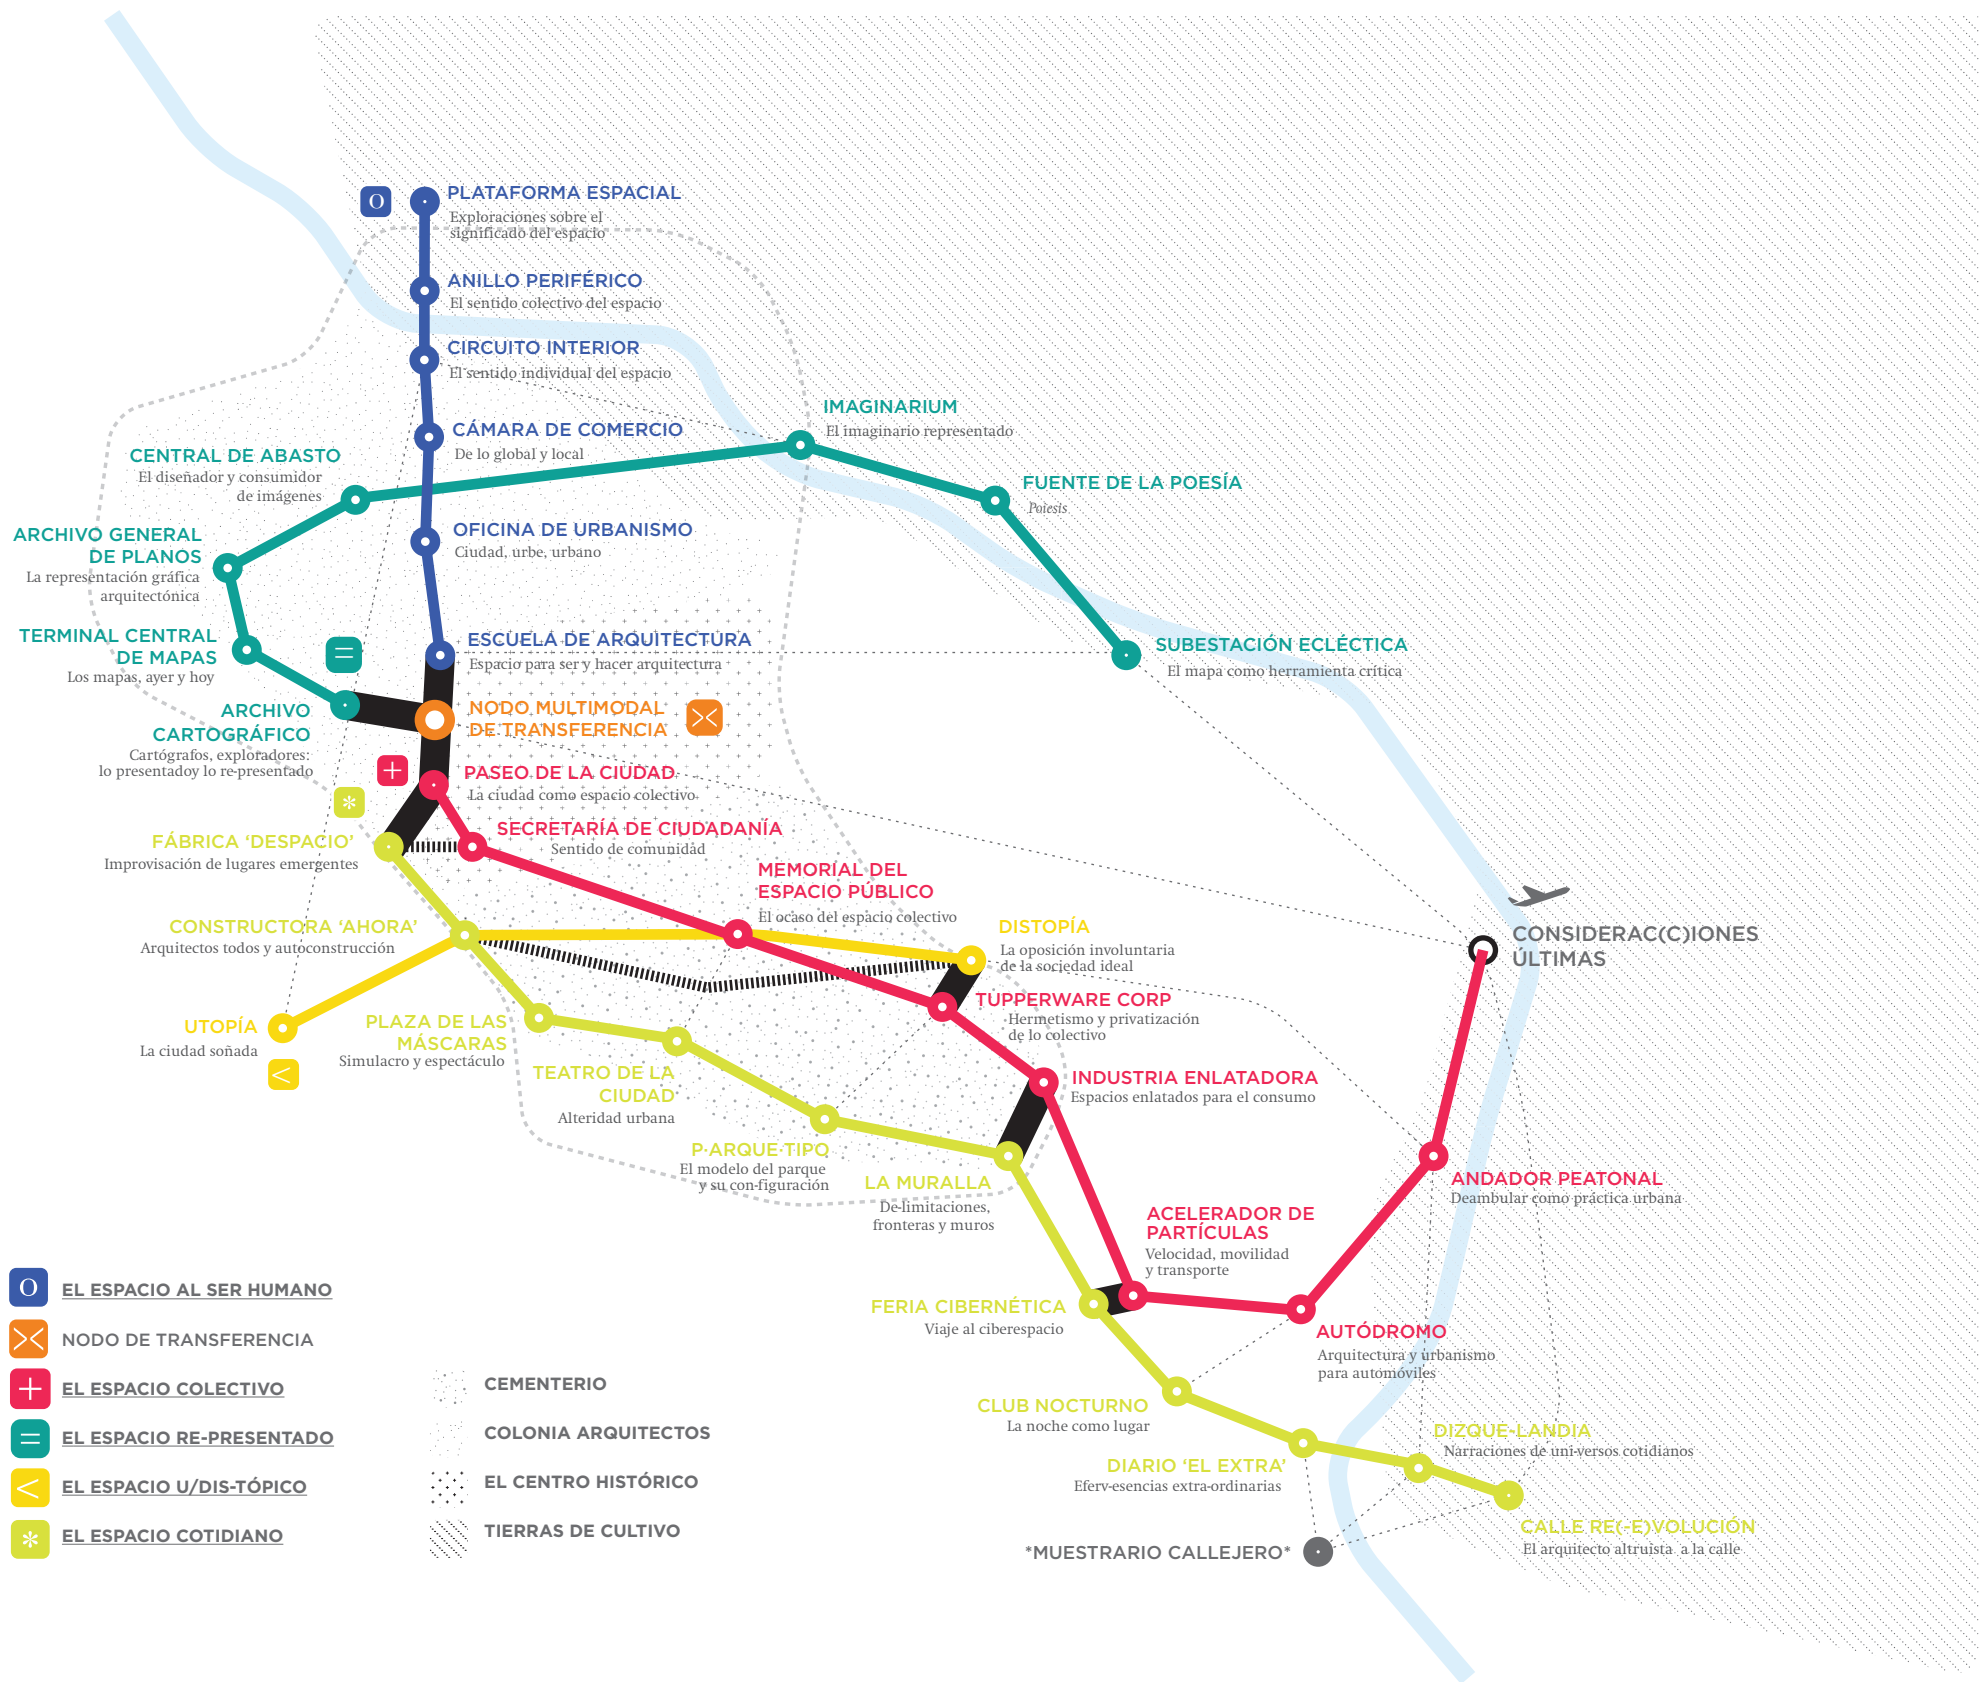 O
PLATAFORMA ESPACIAL
Exploraciones sobre el
significado del espacio
ANILLO PERIFÉRICO
El sentido colectivo del espacio
CIRCUITO INTERIOR
El sentido individual del espacio
CÁMARA DE COMERCIO
De lo global y local
IMAGINARIUM
El imaginario representado
CENTRAL DE ABASTO
El diseñador y consumidor
de imágenes
FUENTE DE LA POESÍA
Poiesis
ARCHIVO GENERAL
DE PLANOS
La representación gráfica
arquitectónica
OFICINA DE URBANISMO
Ciudad, urbe, urbano
TERMINAL CENTRAL
DE MAPAS
Los mapas, ayer y hoy
=
ESCUELA DE ARQUITECTURA
Espacio para ser y hacer arquitectura
SUBESTACIÓN ECLÉCTICA
El mapa como herramienta crítica
ARCHIVO
CARTOGRÁFICO
Cartógrafos, exploradores:
lo presentadoy lo re-presentado
NODO MULTIMODAL
DE TRANSFERENCIA
><
+
PASEO DE LA CIUDAD
La ciudad como espacio colectivo
*
FÁBRICA ‘DESPACIO’
Improvisación de lugares emergentes
SECRETARÍA DE CIUDADANÍA
Sentido de comunidad
MEMORIAL DEL
ESPACIO PÚBLICO
El ocaso del espacio colectivo
CONSTRUCTORA ‘AHORA’
Arquitectos todos y autoconstrucción
DISTOPÍA
La oposición involuntaria
de la sociedad ideal
CONSIDERAC(C)IONES
ÚLTIMAS
TUPPERWARE CORP
Hermetismo y privatización
de lo colectivo
UTOPÍA
La ciudad soñada
<
PLAZA DE LAS
MÁSCARAS
Simulacro y espectáculo
TEATRO DE LA
CIUDAD
Alteridad urbana
INDUSTRIA ENLATADORA
Espacios enlatados para el consumo
P·ARQUE·TIPO
El modelo del parque
y su con-figuración
LA MURALLA
De-limitaciones,
fronteras y muros
ANDADOR PEATONAL
Deambular como práctica urbana
ACELERADOR DE
PARTÍCULAS
Velocidad, movilidad
y transporte
FERIA CIBERNÉTICA
Viaje al ciberespacio
AUTÓDROMO
Arquitectura y urbanismo
para automóviles
CLUB NOCTURNO
La noche como lugar
DIZQUE-LANDIA
Narraciones de uni-versos cotidianos
DIARIO ‘EL EXTRA’
Eferv-esencias extra-ordinarias
CALLE RE(-E)VOLUCIÓN
El arquitecto altruista a la calle
*MUESTRARIO CALLEJERO*
O
EL ESPACIO AL SER HUMANO
><
NODO DE TRANSFERENCIA
+
EL ESPACIO COLECTIVO
=
EL ESPACIO RE-PRESENTADO
<
EL ESPACIO U/DIS-TÓPICO
*
EL ESPACIO COTIDIANO
CEMENTERIO
COLONIA ARQUITECTOS
EL CENTRO HISTÓRICO
TIERRAS DE CULTIVO